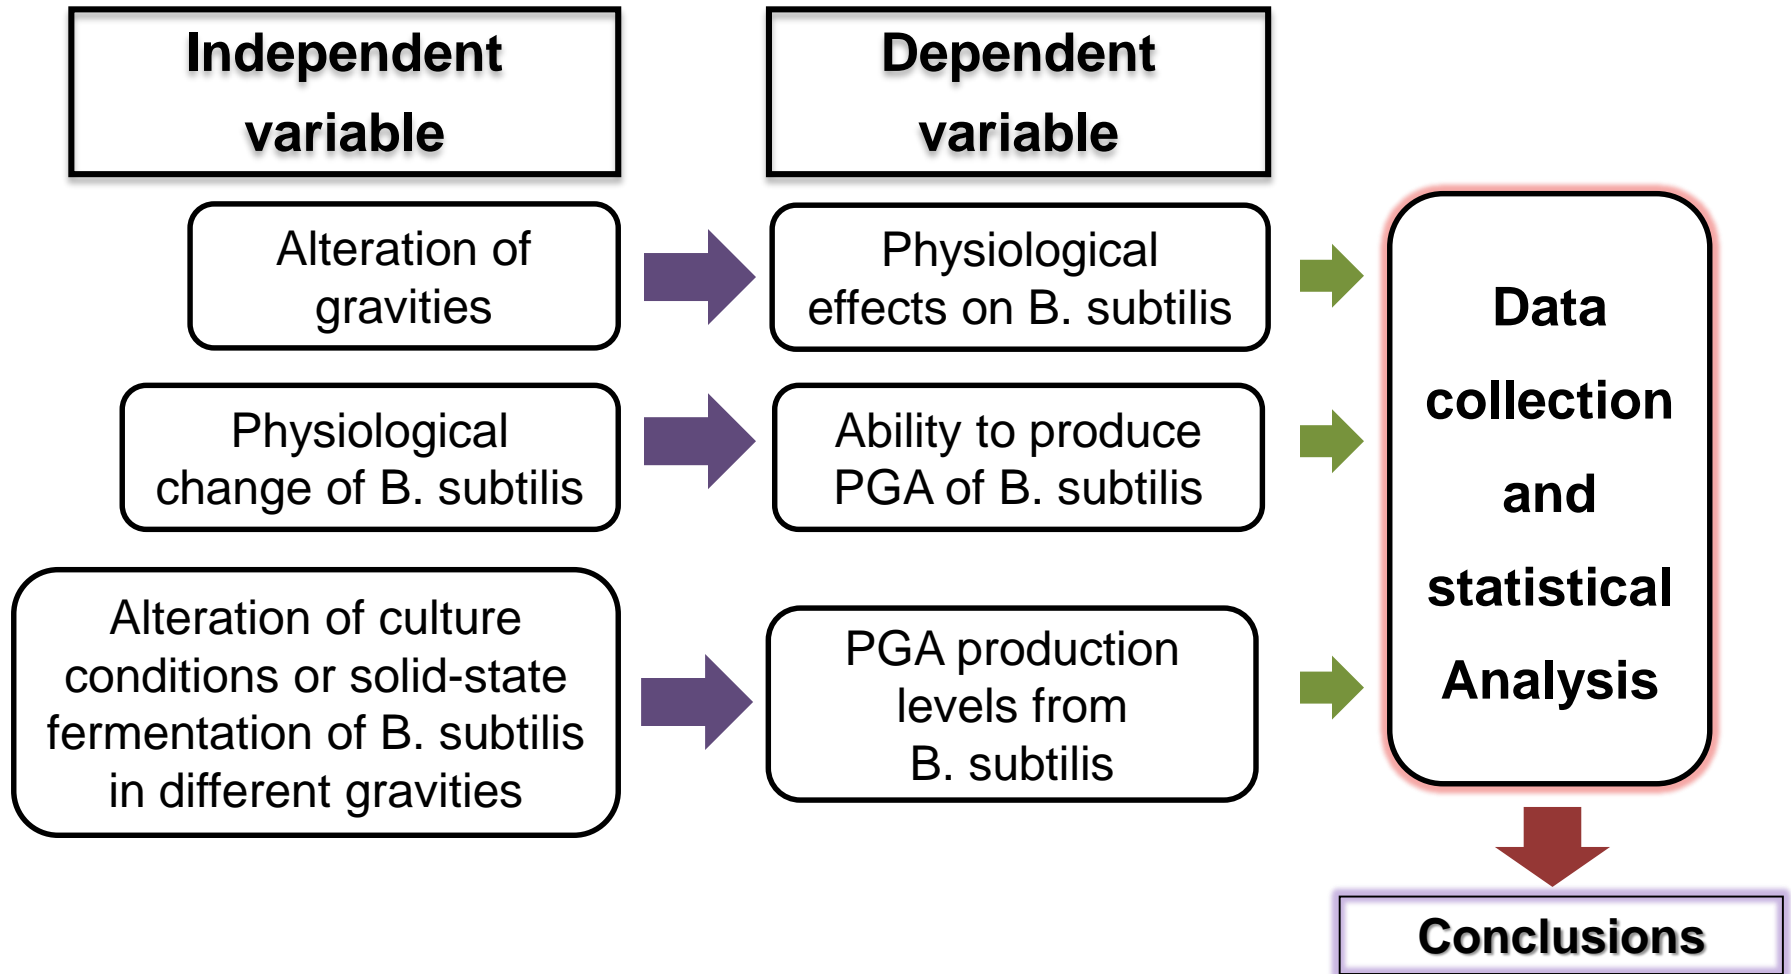 Independent
variable
Dependent
variable
Alteration of
gravities
Physiological
effects on B. subtilis
Physiological
change of B. subtilis
Ability to produce
PGA of B. subtilis
Alteration of culture
conditions or solid-state
fermentation of B. subtilis
in different gravities
PGA production
levels from
B. subtilis
Data
collection
and
statistical
Analysis
Conclusions